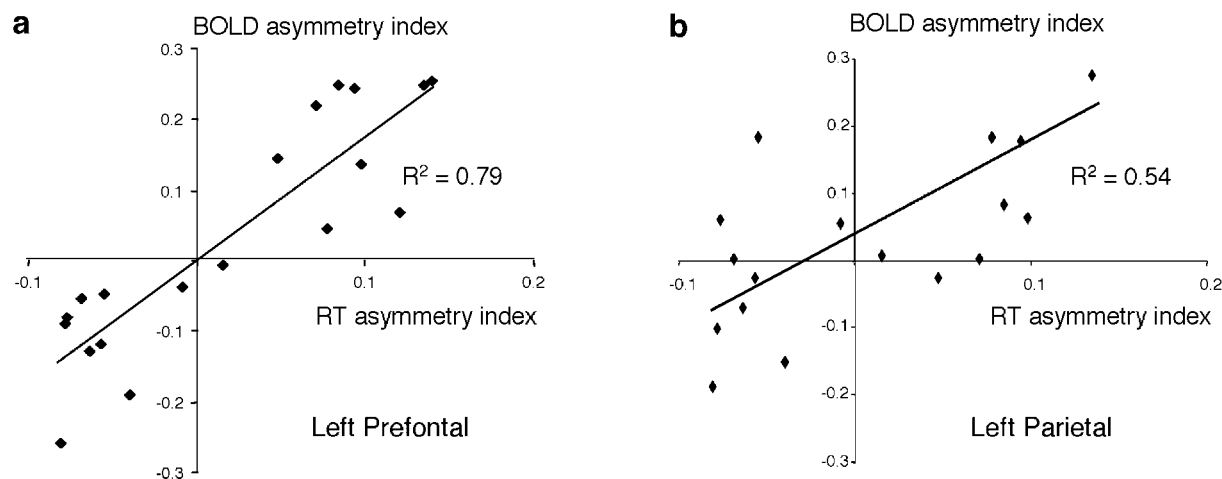 a
BOLD asymmetry index
0.3
0.2
0.1
R² = 0.79
-0.1
0.1
0.2
RT asymmetry index
-0.1
-0.2
Left Prefontal
-0.3
b
BOLD asymmetry index
0.3
0.2
R² = 0.54
0.1
-0.1
0.1
0.2
RT asymmetry index
-0.1
-0.2
Left Parietal
-0.3